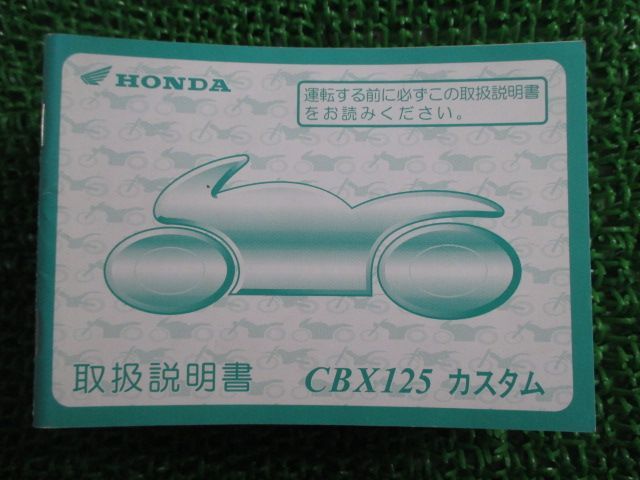 HONDA
運転する前に必ずこの取扱説明書
をお読みください。
取扱説明書 CBX125 カスタム